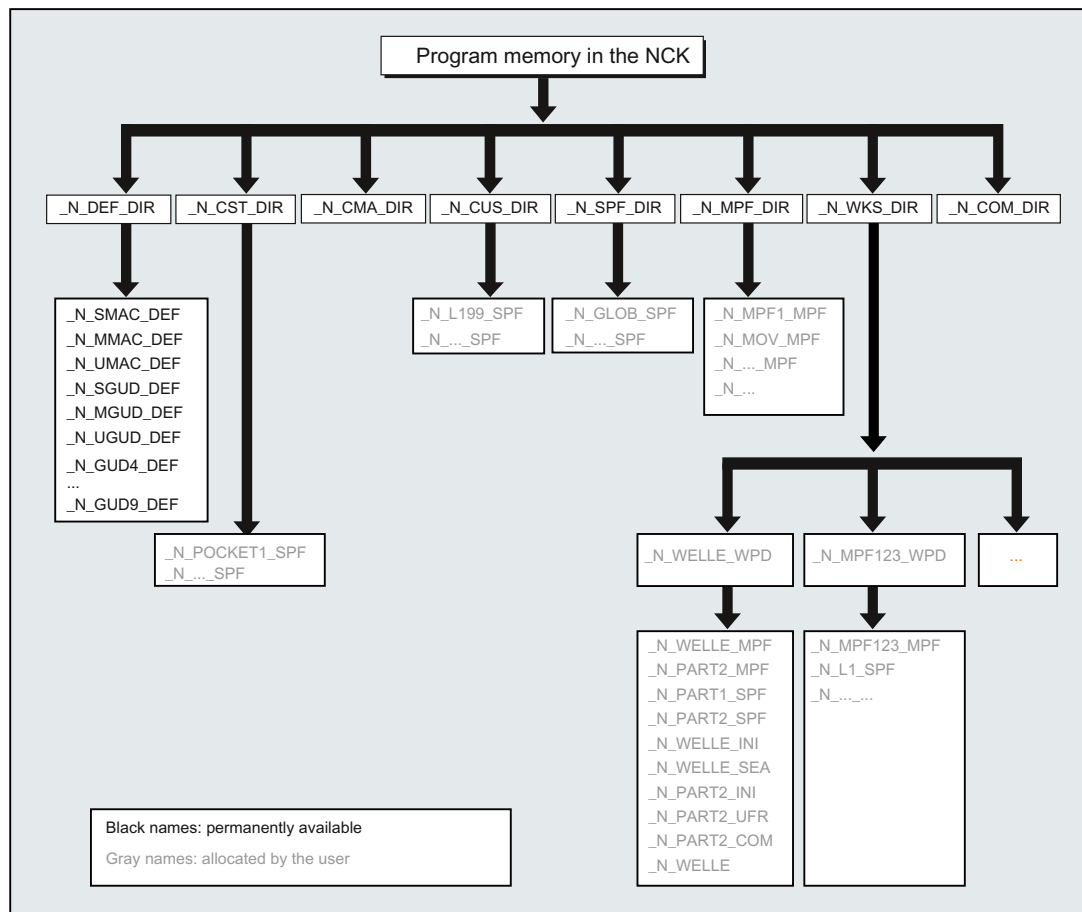 Program memory in the NCK
_N_DEF_DIR
_N_CST_DIR
_N_CMA_DIR
_N_CUS_DIR
_N_SPF_DIR
_N_MPF_DIR
_N_WKS_DIR
_N_COM_DIR
_N_SMAC_DEF
_N_MMAC_DEF
_N_UMAC_DEF
_N_SGUD_DEF
_N_MGUD_DEF
_N_UGUD_DEF
_N_GUD4_DEF
...
_N_GUD9_DEF
_N_POCKET1_SPF
_N_..._SPF
_N_L199_SPF
_N_..._SPF
_N_GLOB_SPF
_N_..._SPF
_N_MPF1_MPF
_N_MOV_MPF
_N_..._MPF
_N_...
_N_WELLE_WPD
_N_MPF123_WPD
...
_N_WELLE_MPF
_N_PART2_MPF
_N_PART1_SPF
_N_PART2_SPF
_N_WELLE_INI
_N_WELLE_SEA
_N_PART2_INI
_N_PART2_UFR
_N_PART2_COM
_N_WELLE
_N_MPF123_MPF
_N_L1_SPF
_N_..._...
Black names: permanently available
Gray names: allocated by the user